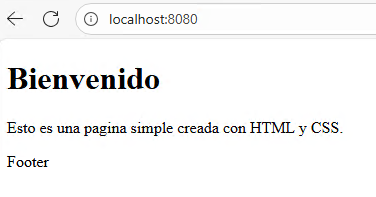 localhost:8080
Bienvenido
Esto es una pagina simple creada con HTML y CSS.
Footer